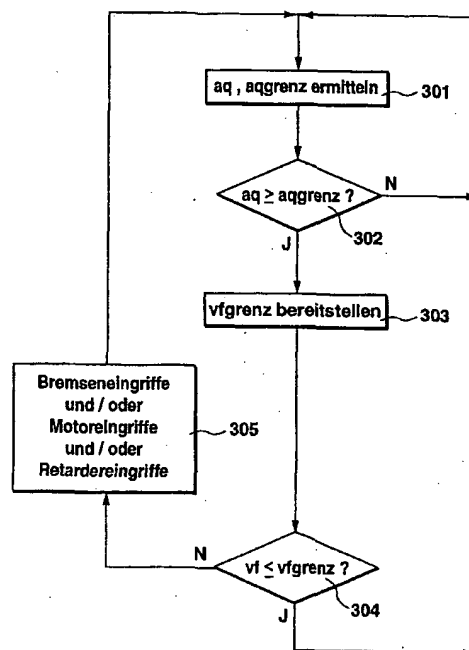 aq , aqgrenz ermitteln
301
aq ≥ aqgrenz ?
N
302
J
vfgrenz bereitstellen
303
Bremseneingriffe
und / oder
Motoreingriffe
und / oder
Retardereingriffe
305
N
vf ≤ vfgrenz ?
304
J